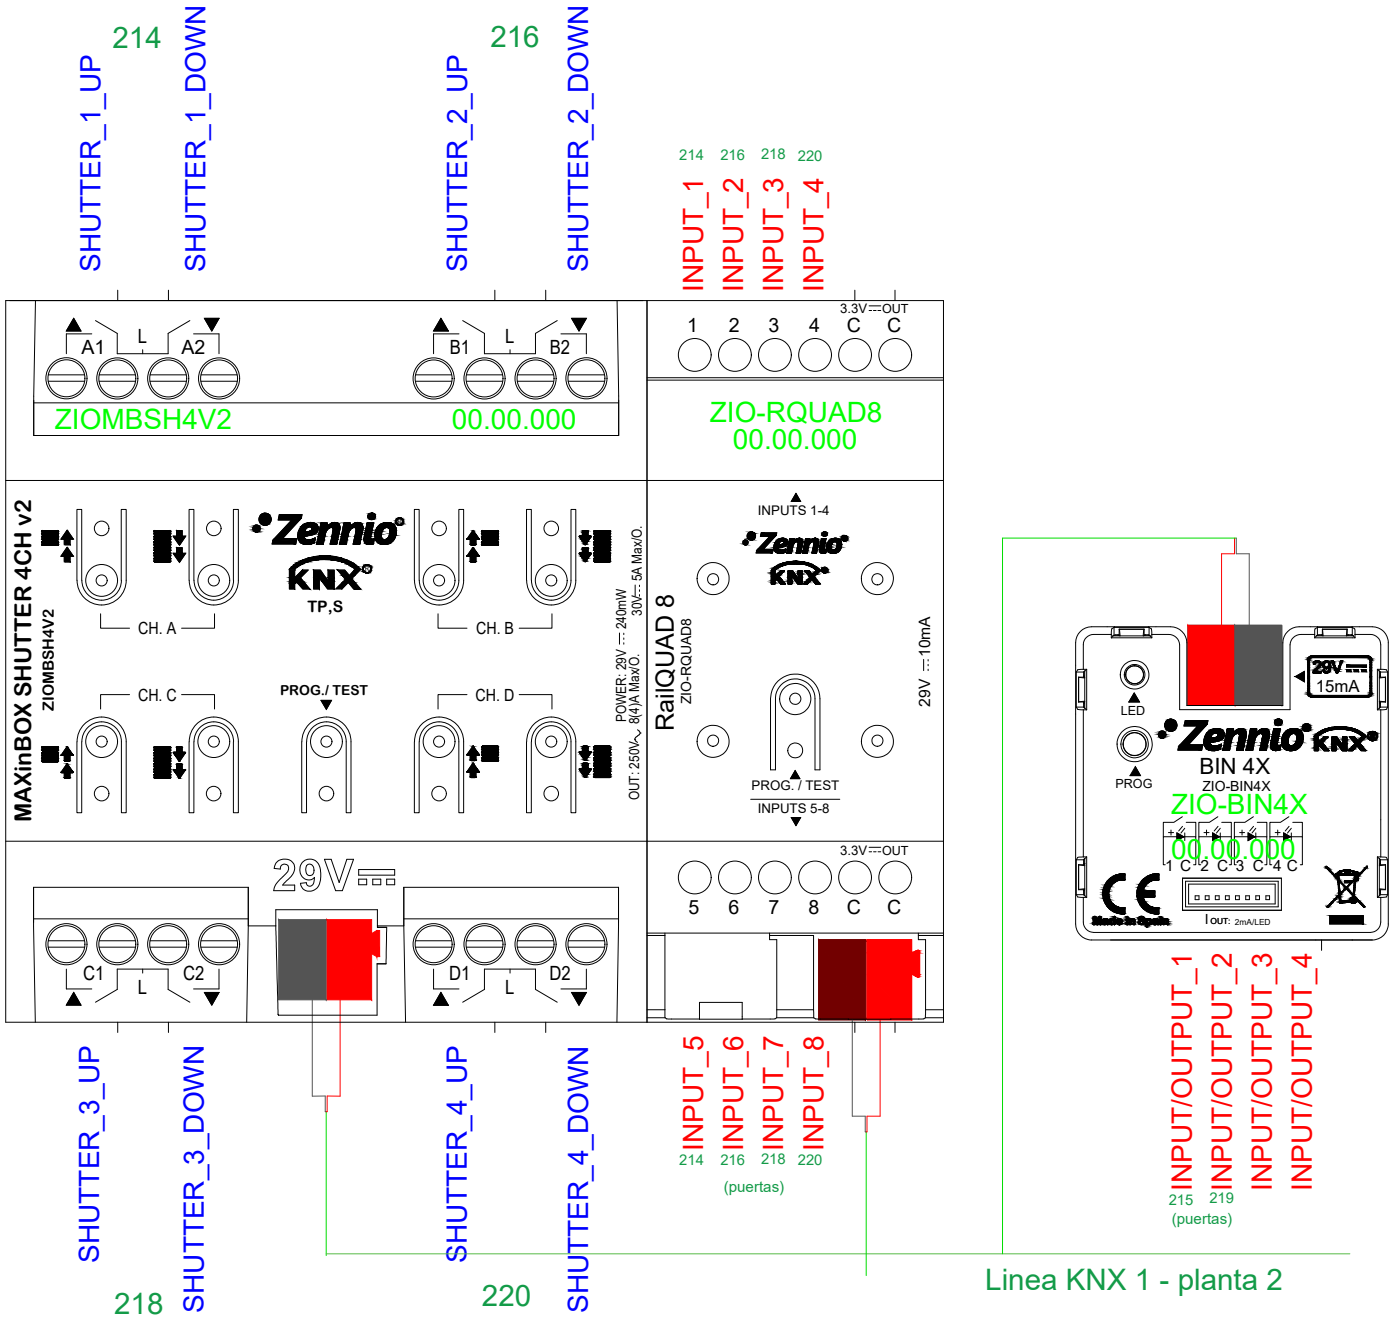 214
216
SHUTTER_1_UP
SHUTTER_1_DOWN
SHUTTER_2_UP
SHUTTER_2_DOWN
214 216 218 220
INPUT_1
INPUT_2
INPUT_3
INPUT_4
A1 L A2
B1 L B2
ZIOMBSH4V2 00.00.000
3.3V OUT
1 2 3 4 C C
ZIO-RQUAD8
00.00.000
MAXinBOX SHUTTER 4CH v2
ZIOMBSH4V2
Zennio
KNX
TP,S
CH. A
CH. B
CH. C
CH. D
PROG./ TEST
POWER: 29V 240mW
OUT: 250V 8(4)A Max/O.
30V 5A Max/O.
RailQUAD 8
ZIO-RQUAD8
INPUTS 1-4
Zennio
KNX
29V 10mA
PROG. / TEST
INPUTS 5-8
3.3V OUT
5 6 7 8 C C
29V
C1 L C2
D1 L D2
SHUTTER_3_UP
SHUTTER_3_DOWN
SHUTTER_4_UP
SHUTTER_4_DOWN
218
220
INPUT_5
INPUT_6
INPUT_7
INPUT_8
214 216 218 220
(puertas)
29V
15mA
LED
PROG
Zennio KNX
BIN 4X
ZIO-BIN4X
ZIO-BIN4X
00.00.000
1 C 2 C 3 C 4 C
CE
Made in Spain
I OUT: 2mA/LED
INPUT/OUTPUT_1
INPUT/OUTPUT_2
INPUT/OUTPUT_3
INPUT/OUTPUT_4
215 219
(puertas)
Linea KNX 1 - planta 2